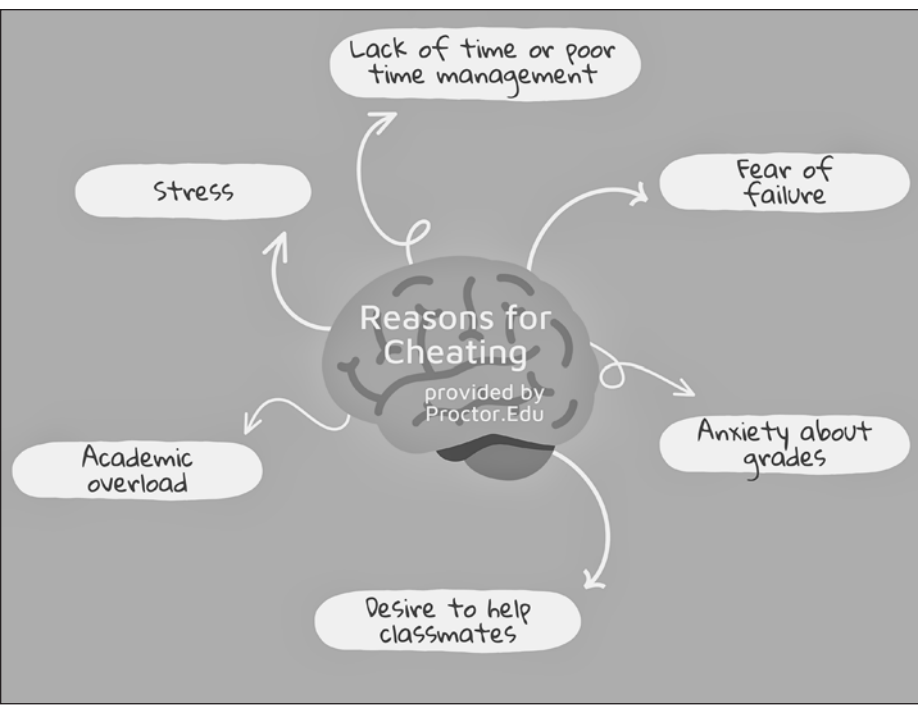 Lack of time or poor
time management
Stress
Fear of
failure
Reasons for
Cheating
provided by
Proctor.Edu
Academic
overload
Anxiety about
grades
Desire to help
classmates